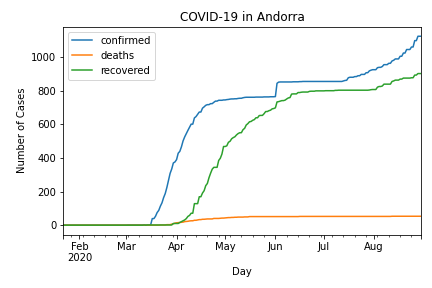 COVID-19 in Andorra
confirmed
deaths
recovered
Number of Cases
1000
800
600
400
200
0
Feb Mar Apr May Jun Jul Aug
2020
Day